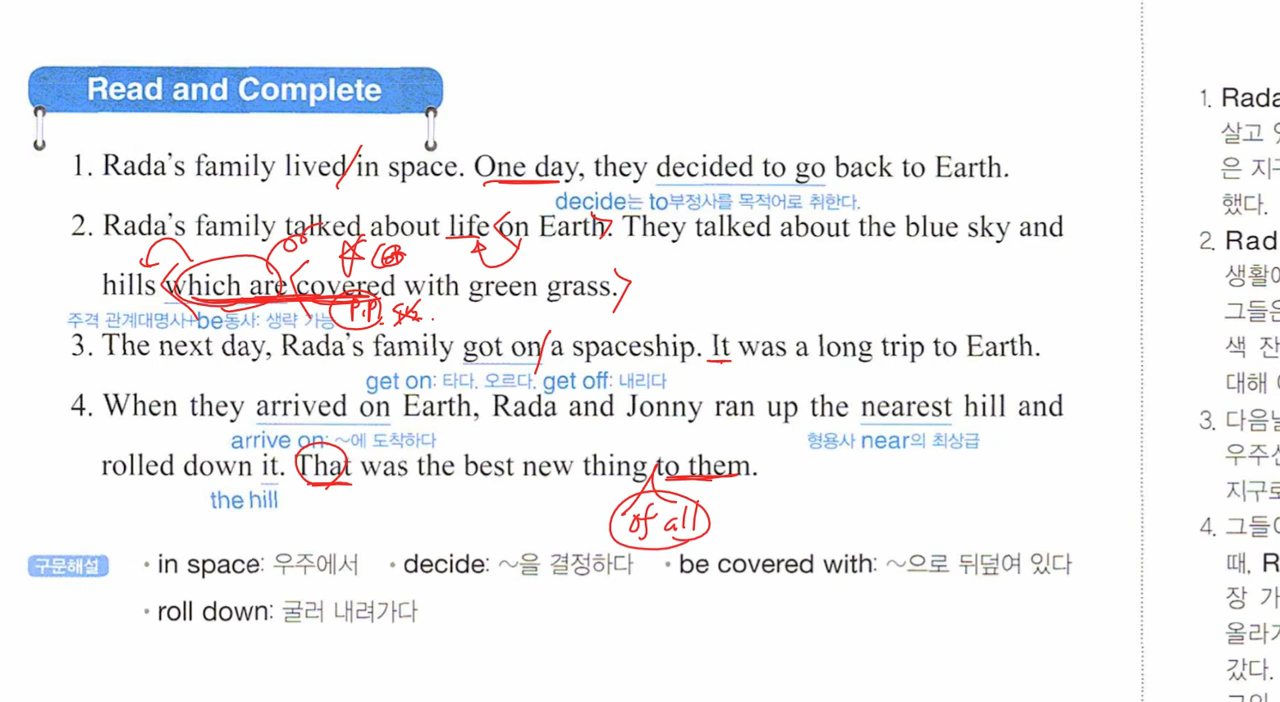 Read and Complete
1. Rada's family lived in space. One day, they decided to go back to Earth.
decide는 to부정사를 목적어로 취한다.
2. Rada's family talked about life on Earth. They talked about the blue sky and
hills which are covered with green grass.
P.P.
주격 관계대명사+be동사: 생략 가능
3. The next day, Rada's family got on a spaceship. It was a long trip to Earth.
get on: 타다, 오르다, get off: 내리다
4. When they arrived on Earth, Rada and Jonny ran up the nearest hill and
arrive on: ~에 도착하다 형용사 near의 최상급
rolled down it. That was the best new thing to them.
the hill
of all
구문해설 • in space: 우주에서 • decide: ~을 결정하다 • be covered with: ~으로 뒤덮여 있다
• roll down: 굴러 내려가다
1. Rada
살고
은 지구
했다.
2. Rad
생활이
그들은
색 잔
대해
3. 다음날
우주선
지구로
4. 그들이
때, R
장 가
올라가
갔다.